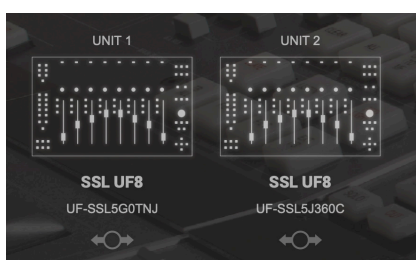 UNIT 1
UNIT 2
SSL UF8
SSL UF8
UF-SSL5G0TNJ
UF-SSL5J360C